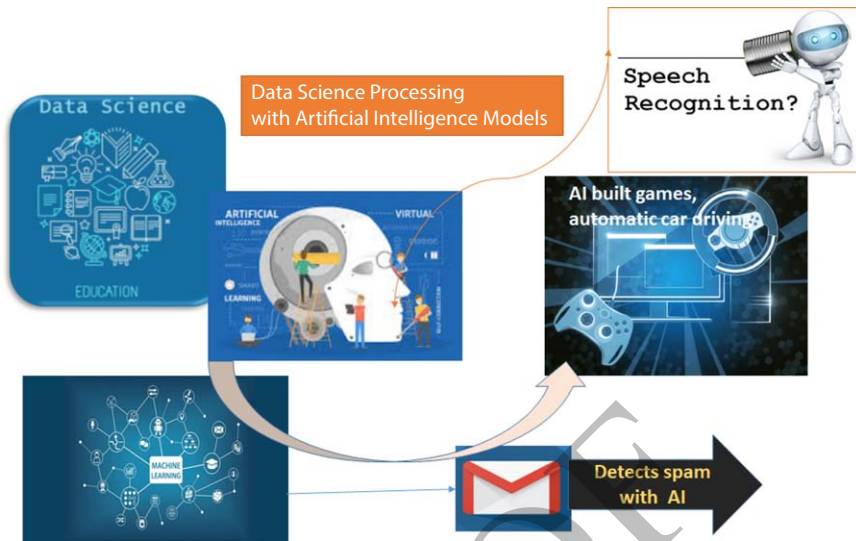 Data Science
EDUCATION
Data Science Processing
with Artificial Intelligence Models
Speech
Recognition?
ARTIFICIAL
INTELLIGENCE
VIRTUAL
SMART
LEARNING
AI built games,
automatic car driving
MACHINE
LEARNING
Detects spam
with AI